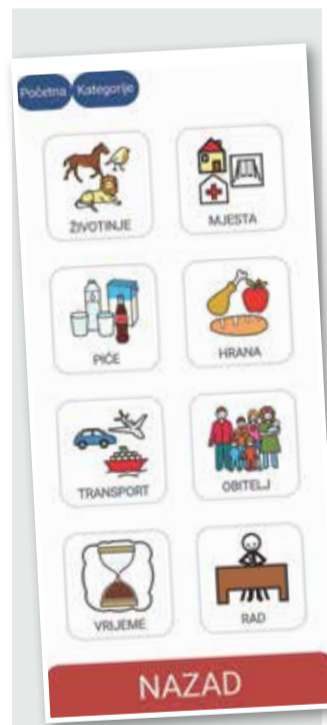 Početna Kategorije
ŽIVOTINJE MJESTA
PIĆE HRANA
TRANSPORT OBITELJ
VRIJEME RAD
NAZAD